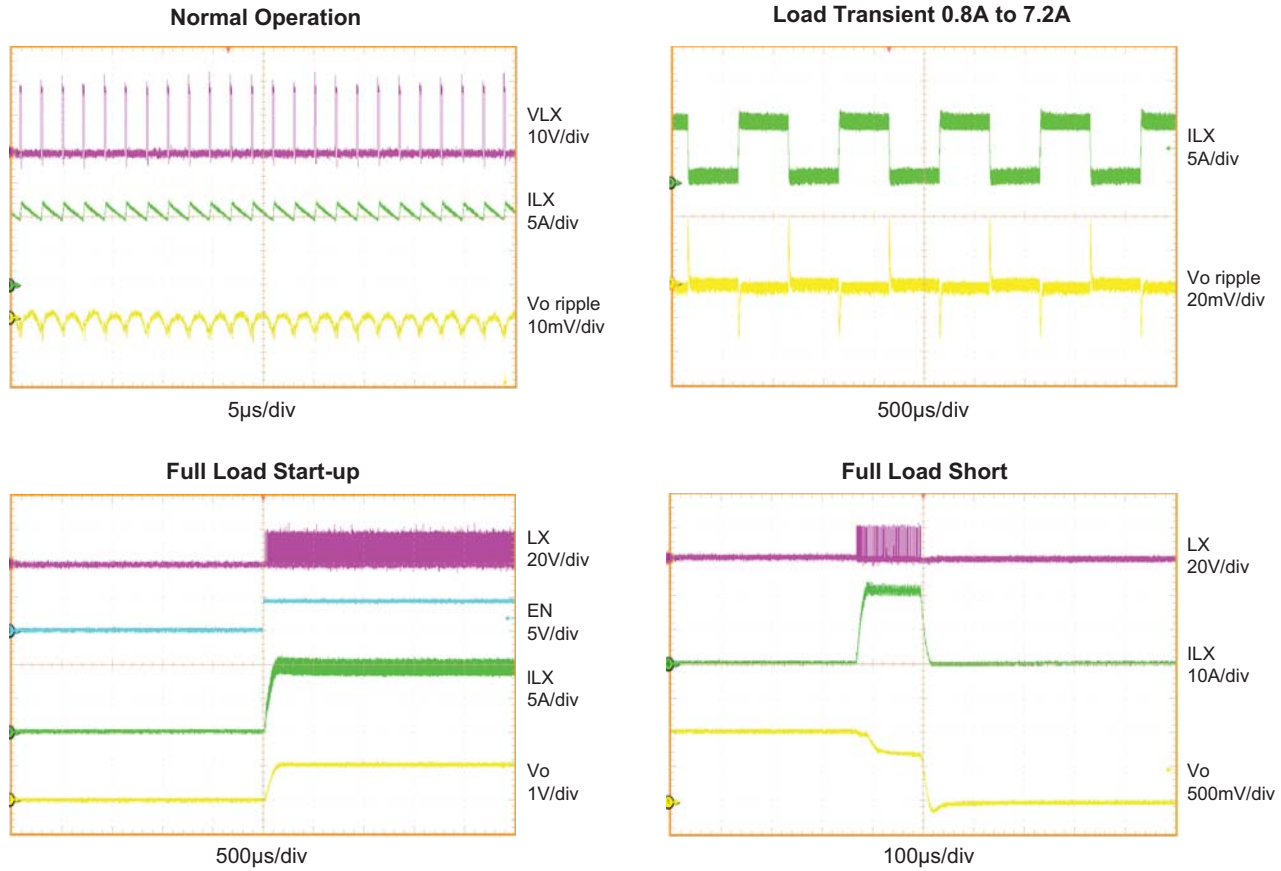 Normal Operation
VLX
10V/div
ILX
5A/div
Vo ripple
10mV/div
5µs/div
Load Transient 0.8A to 7.2A
ILX
5A/div
Vo ripple
20mV/div
500µs/div
Full Load Start-up
LX
20V/div
EN
5V/div
ILX
5A/div
Vo
1V/div
500µs/div
Full Load Short
LX
20V/div
ILX
10A/div
Vo
500mV/div
100µs/div